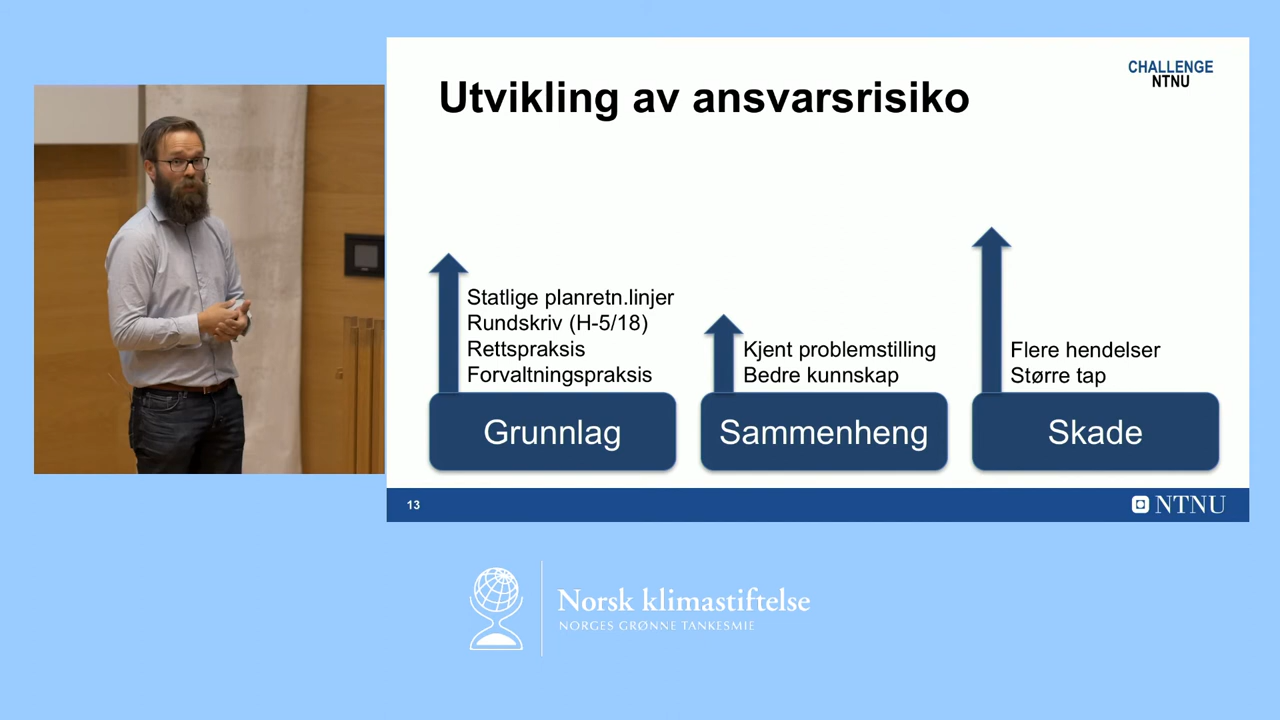 CHALLENGE
NTNU
Utvikling av ansvarsrisiko
Statlige planretn.linjer
Rundskriv (H-5/18)
Rettspraksis
Forvaltningspraksis
Grunnlag
Kjent problemstilling
Bedre kunnskap
Sammenheng
Flere hendelser
Større tap
Skade
13
NTNU
Norsk klimastiftelse
NORGES GRØNNE TANKESMIE